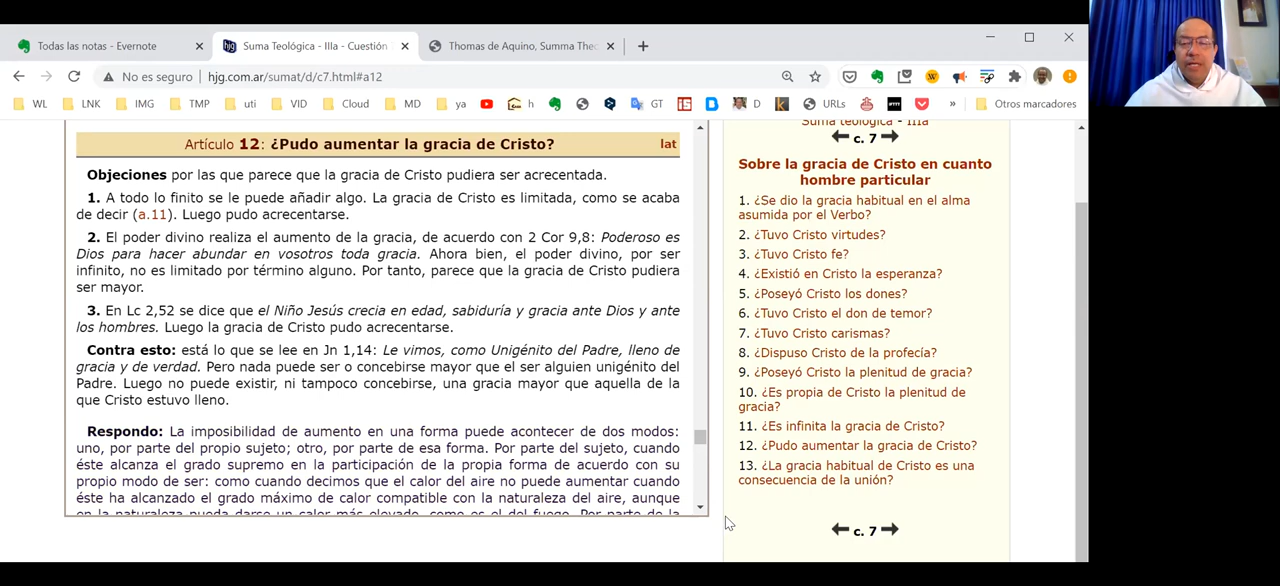 Todas las notas - Evernote
Suma Teológica - IIIa - Cuestión
Thomas de Aquino, Summa Theo
No es seguro | hjg.com.ar/sumat/d/c7.html#a12
WL LNK IMG TMP uti VID Cloud MD ya h GT D URLs » Otros marcadores
Artículo 12: ¿Pudo aumentar la gracia de Cristo? lat
Objeciones por las que parece que la gracia de Cristo pudiera ser acrecentada.
1. A todo lo finito se le puede añadir algo. La gracia de Cristo es limitada, como se acaba
de decir (a.11). Luego pudo acrecentarse.
2. El poder divino realiza el aumento de la gracia, de acuerdo con 2 Cor 9,8: Poderoso es
Dios para hacer abundar en vosotros toda gracia. Ahora bien, el poder divino, por ser
infinito, no es limitado por término alguno. Por tanto, parece que la gracia de Cristo pudiera
ser mayor.
3. En Lc 2,52 se dice que el Niño Jesús crecia en edad, sabiduría y gracia ante Dios y ante
los hombres. Luego la gracia de Cristo pudo acrecentarse.
Contra esto: está lo que se lee en Jn 1,14: Le vimos, como Unigénito del Padre, lleno de
gracia y de verdad. Pero nada puede ser o concebirse mayor que el ser alguien unigénito del
Padre. Luego no puede existir, ni tampoco concebirse, una gracia mayor que aquella de la
que Cristo estuvo lleno.
Respondo: La imposibilidad de aumento en una forma puede acontecer de dos modos:
uno, por parte del propio sujeto; otro, por parte de esa forma. Por parte del sujeto, cuando
éste alcanza el grado supremo en la participación de la propia forma de acuerdo con su
propio modo de ser: como cuando decimos que el calor del aire no puede aumentar cuando
éste ha alcanzado el grado máximo de calor compatible con la naturaleza del aire, aunque
en la naturaleza pueda darse un calor más elevado, como es el del fuego. Por parte de la
Suma teológica - IIIa
c. 7
Sobre la gracia de Cristo en cuanto
hombre particular
1. ¿Se dio la gracia habitual en el alma
asumida por el Verbo?
2. ¿Tuvo Cristo virtudes?
3. ¿Tuvo Cristo fe?
4. ¿Existió en Cristo la esperanza?
5. ¿Poseyó Cristo los dones?
6. ¿Tuvo Cristo el don de temor?
7. ¿Tuvo Cristo carismas?
8. ¿Dispuso Cristo de la profecía?
9. ¿Poseyó Cristo la plenitud de gracia?
10. ¿Es propia de Cristo la plenitud de
gracia?
11. ¿Es infinita la gracia de Cristo?
12. ¿Pudo aumentar la gracia de Cristo?
13. ¿La gracia habitual de Cristo es una
consecuencia de la unión?
c. 7